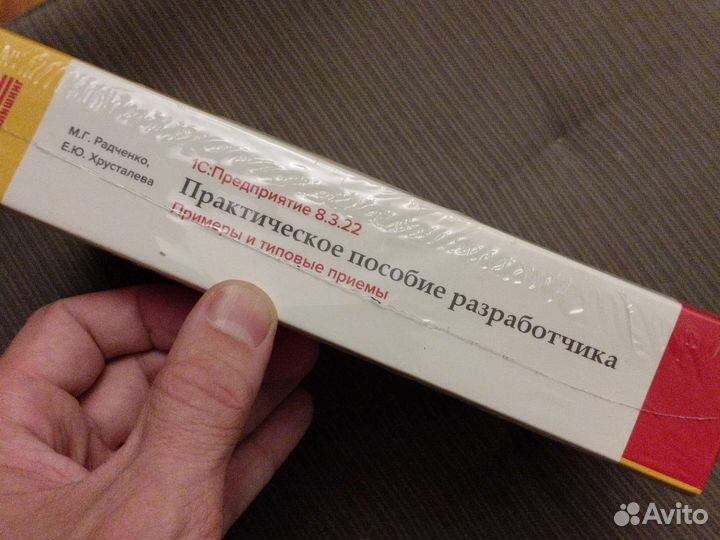 М.Г. Радченко,
Е.Ю. Хрусталева
1С:Предприятие 8.3.22
Практическое пособие разработчика
Примеры и типовые приемы
Avito